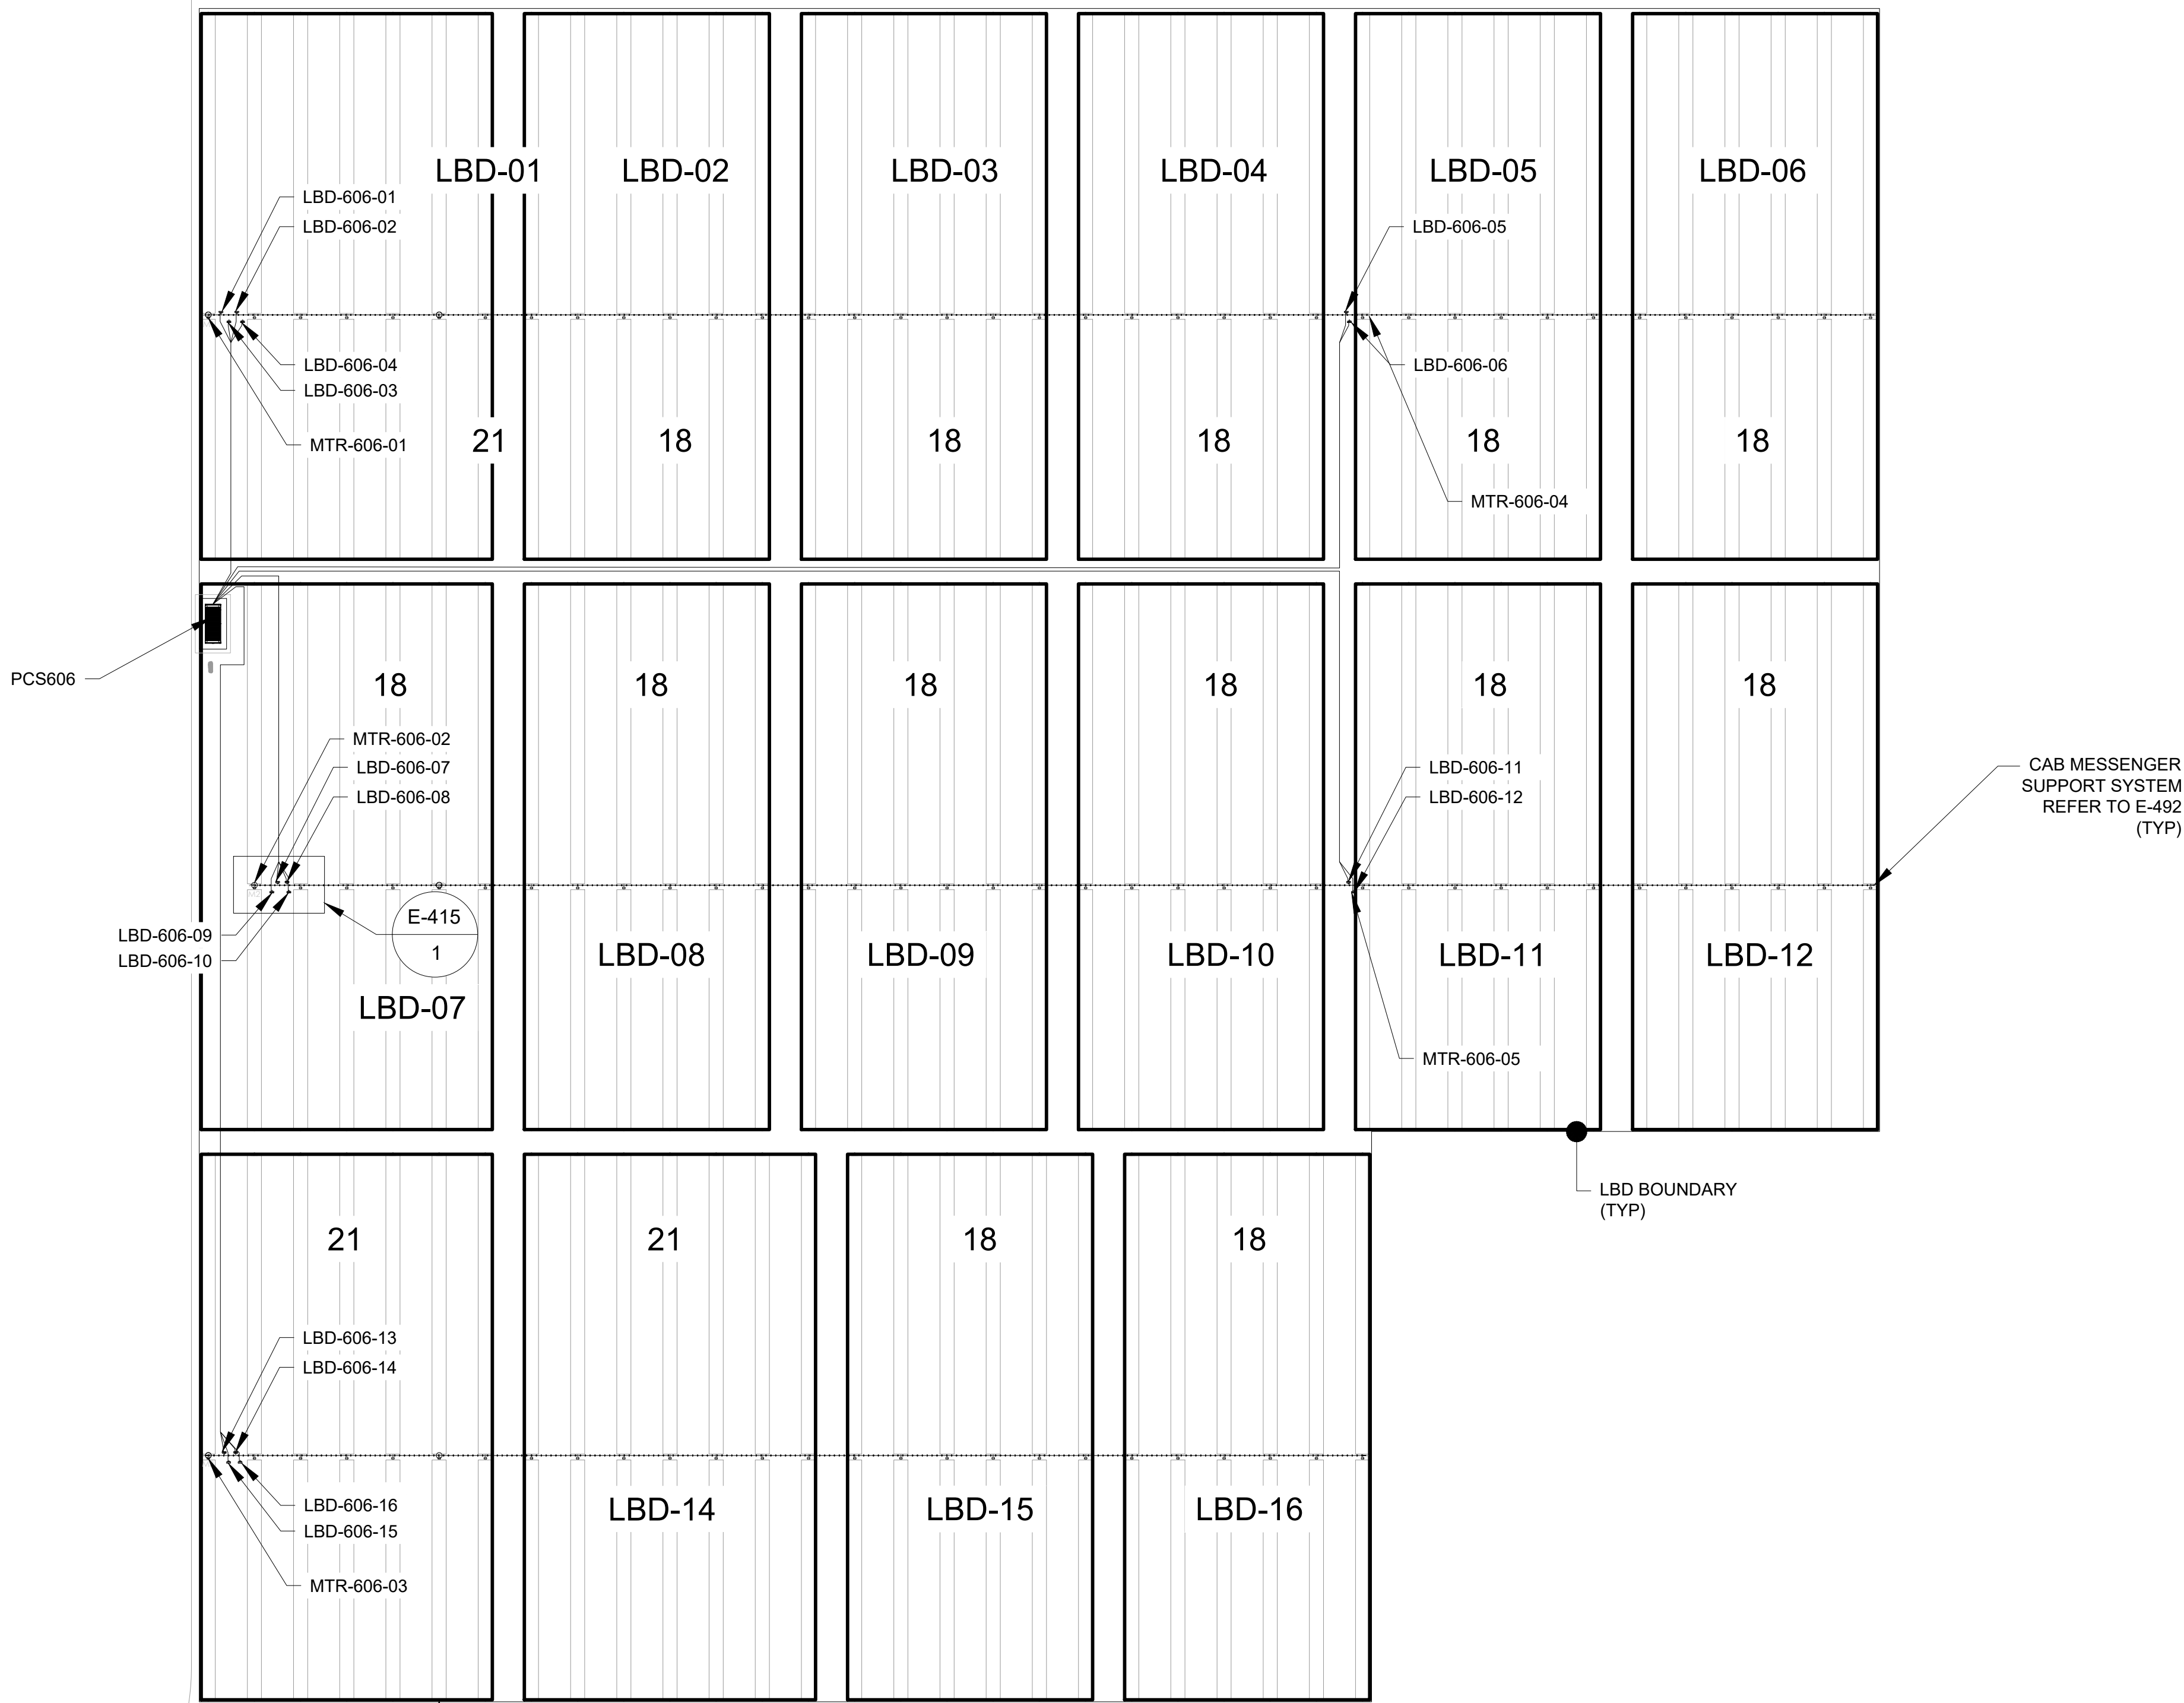 LBD-01
LBD-02
LBD-03
LBD-04
LBD-05
LBD-06
LBD-606-01
LBD-606-02
LBD-606-05
LBD-606-04
LBD-606-03
LBD-606-06
MTR-606-01
21
18
18
18
18
18
MTR-606-04
PCS606
18
18
18
18
18
18
MTR-606-02
LBD-606-07
LBD-606-08
LBD-606-11
LBD-606-12
CAB MESSENGER
SUPPORT SYSTEM
REFER TO E-492
(TYP)
LBD-606-09
LBD-606-10
E-415
1
LBD-07
LBD-08
LBD-09
LBD-10
LBD-11
LBD-12
MTR-606-05
LBD BOUNDARY
(TYP)
21
21
18
18
LBD-606-13
LBD-606-14
LBD-606-16
LBD-606-15
LBD-14
LBD-15
LBD-16
MTR-606-03